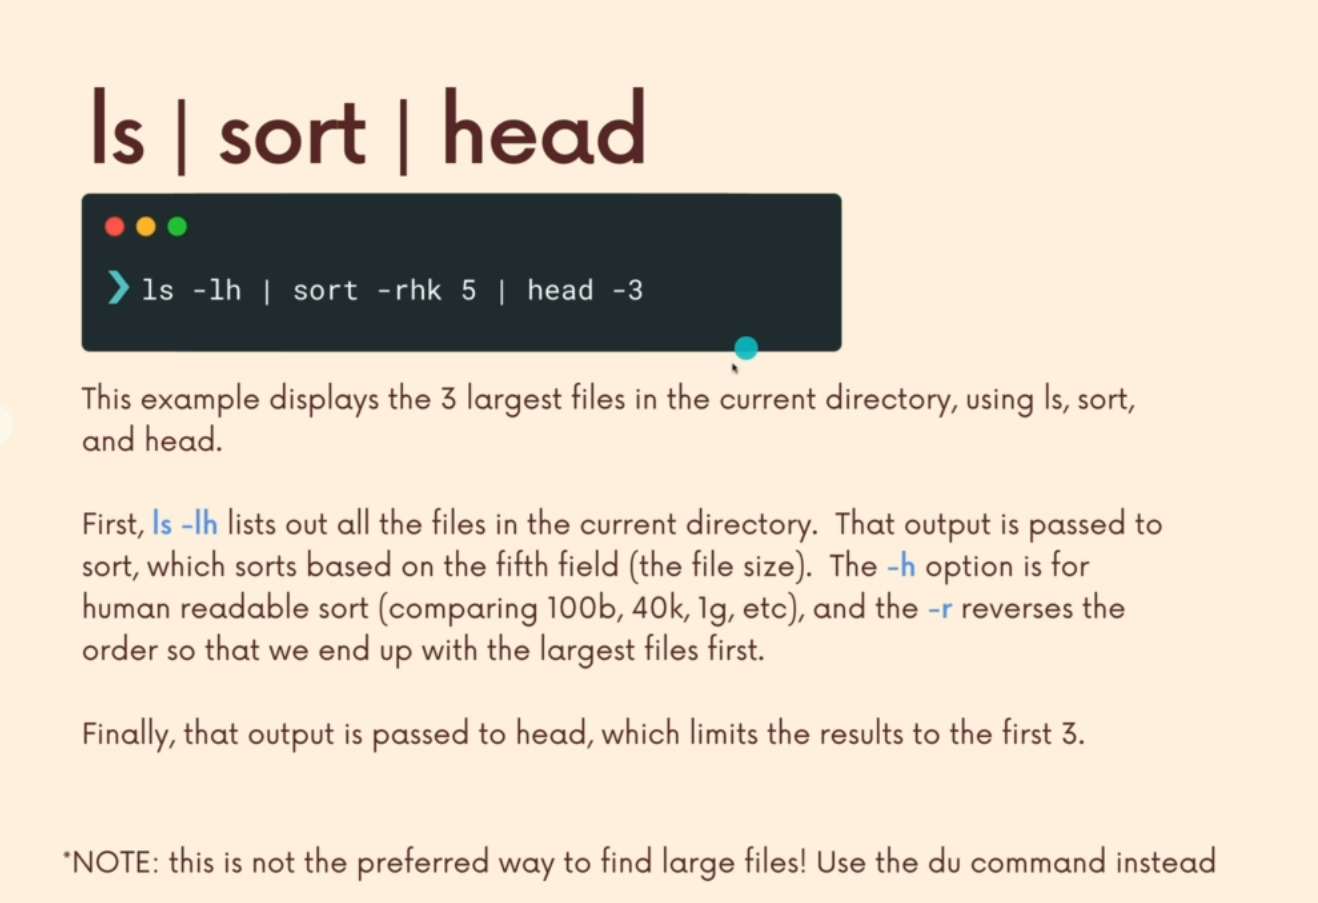 ls | sort | head
❯ ls -lh | sort -rhk 5 | head -3
This example displays the 3 largest files in the current directory, using ls, sort,
and head.
First, ls -lh lists out all the files in the current directory.  That output is passed to
sort, which sorts based on the fifth field (the file size).  The -h option is for
human readable sort (comparing 100b, 40k, 1g, etc), and the -r reverses the
order so that we end up with the largest files first.
Finally, that output is passed to head, which limits the results to the first 3.
*NOTE: this is not the preferred way to find large files! Use the du command instead